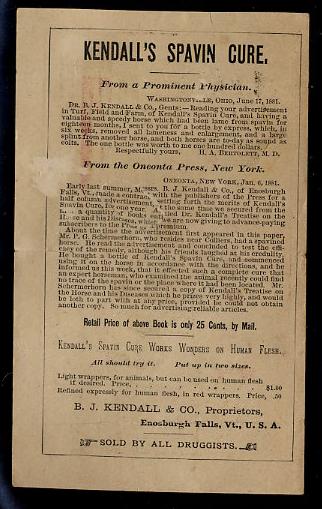 KENDALL'S SPAVIN CURE.
From a Prominent Physician.
WASHINGTON LE, OHIO, June 17, 1881.
DR. B. J. KENDALL & CO., Gents:—Reading your advertisement
in Turf, Field and Farm, of Kendall's Spavin Cure, and having a
valuable and speedy horse which had been lame from spavin for
eighteen months, I sent to you for a bottle by express, which, in
six weeks, removed all lameness and enlargement, and a large
splint from another horse, and both horses are to-day as sound as
colts. The one bottle was worth to me one hundred dollars.
Respectfully yours, H. A. BERTOLETT, M. D.
From the Oneonta Press, New York.
ONEONTA, NEW YORK, Jan. 6, 1881.
Early last summer, Messrs. B. J. Kendall & Co., of Enosburgh
Falls, Vt., made a contract with the publishers of the Press for a
half column advertisement, setting forth the merits of Kendall's
Spavin Cure, for one year. At the same time we secured from the
a quantity of books titled Dr. Kendall's Treatise on the
and his Diseases, which we are now giving to advance-paying
subscribers to the Press premium.
About the time the advertisement first appeared in this paper,
Mr. P. G. Schermerhorn, who resides near Colliers, had a spavined
horse. He read the advertisement and concluded to test the effi-
cacy of the remedy, although his friends laughed at his credulity.
He bought a bottle of Kendall's Spavin Cure, and commenced
using it on the horse in accordance with the directions, and he
informed us this week, that it effected such a complete cure that
an expert horseman, who examined the animal recently could find
no trace of the spavin or the place where it had been located. Mr.
Schermerhorn has since secured a copy of Kendall's Treatise on
the Horse and his Diseases which he prizes very highly, and would
be loth to part with at any price, provided he could not obtain
another copy. So much for advertising reliable articles.
Retail Price of above Book is only 25 Cents, by Mail.
KENDALL'S SPAVIN CURE WORKS WONDERS ON HUMAN FLESH.
All should try it. Put up in two sizes.
Light wrappers, for animals, but can be used on human flesh
if desired. Price, . . . . . . $1.00
Refined expressly for human flesh, in red wrappers. Price, .50
B. J. KENDALL & CO., Proprietors,
Enosburgh Falls, Vt., U. S. A.
SOLD BY ALL DRUGGISTS.